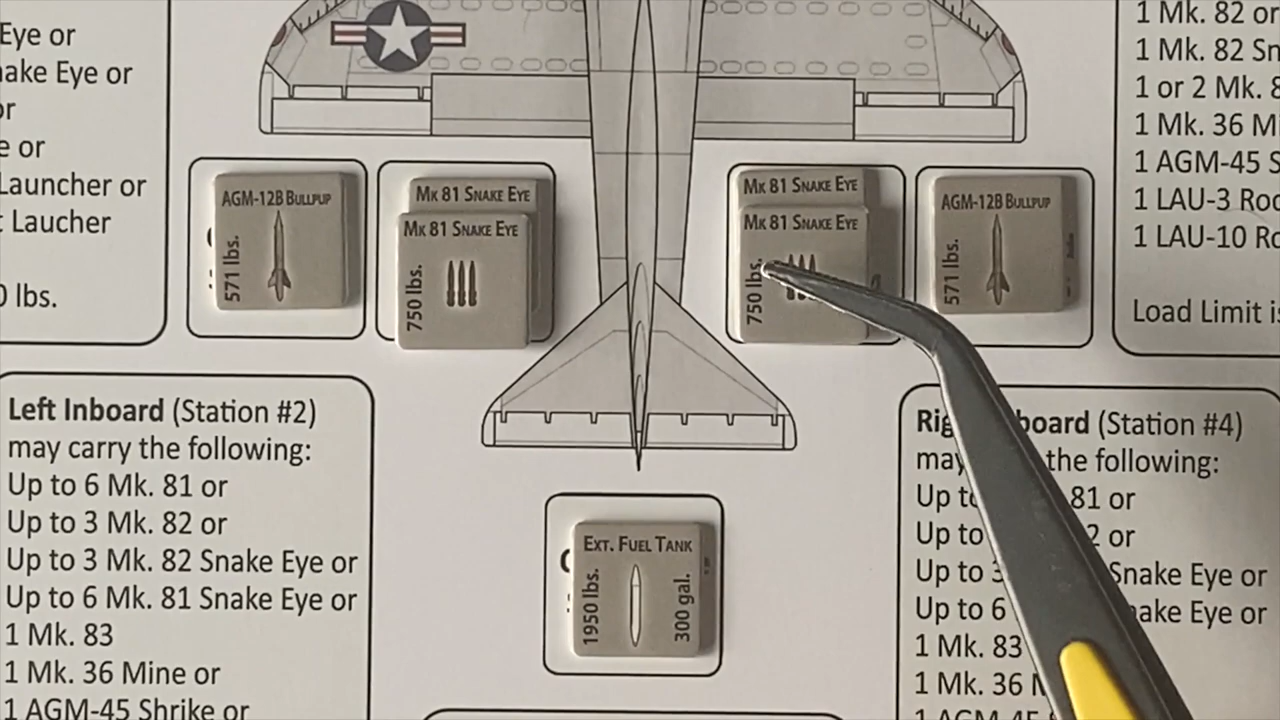 Eye or
ake Eye or
or
e or
Launcher or
t Laucher
0 lbs.
AGM-12B Bullpup
571 lbs.
Mk 81 Snake Eye
Mk 81 Snake Eye
750 lbs.
Mk 81 Snake Eye
Mk 81 Snake Eye
750 lbs.
AGM-12B Bullpup
571 lbs.
1 Mk. 82 or
1 Mk. 82 Sn
1 or 2 Mk. 8
1 Mk. 36 Mi
1 AGM-45 S
1 LAU-3 Roc
1 LAU-10 Ro
Load Limit is
Left Inboard (Station #2)
may carry the following:
Up to 6 Mk. 81 or
Up to 3 Mk. 82 or
Up to 3 Mk. 82 Snake Eye or
Up to 6 Mk. 81 Snake Eye or
1 Mk. 83
1 Mk. 36 Mine or
1 AGM-45 Shrike or
Ext. Fuel Tank
1950 lbs.
300 gal.
Rig board (Station #4)
may the following:
Up to 81 or
Up to 2 or
Up to 3 Snake Eye or
Up to 6 ake Eye or
1 Mk. 83
1 Mk. 36 M